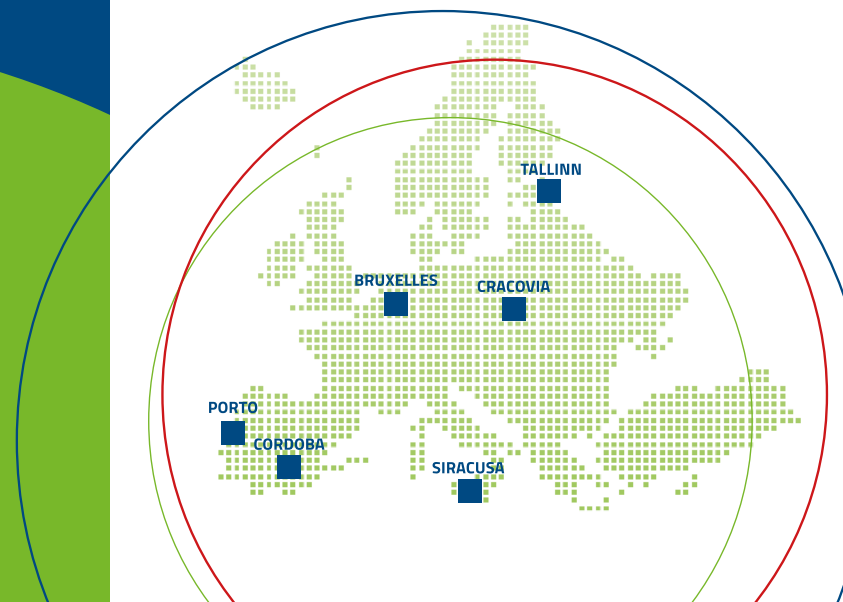 TALLINN
BRUXELLES
CRACOVIA
PORTO
CORDOBA
SIRACUSA